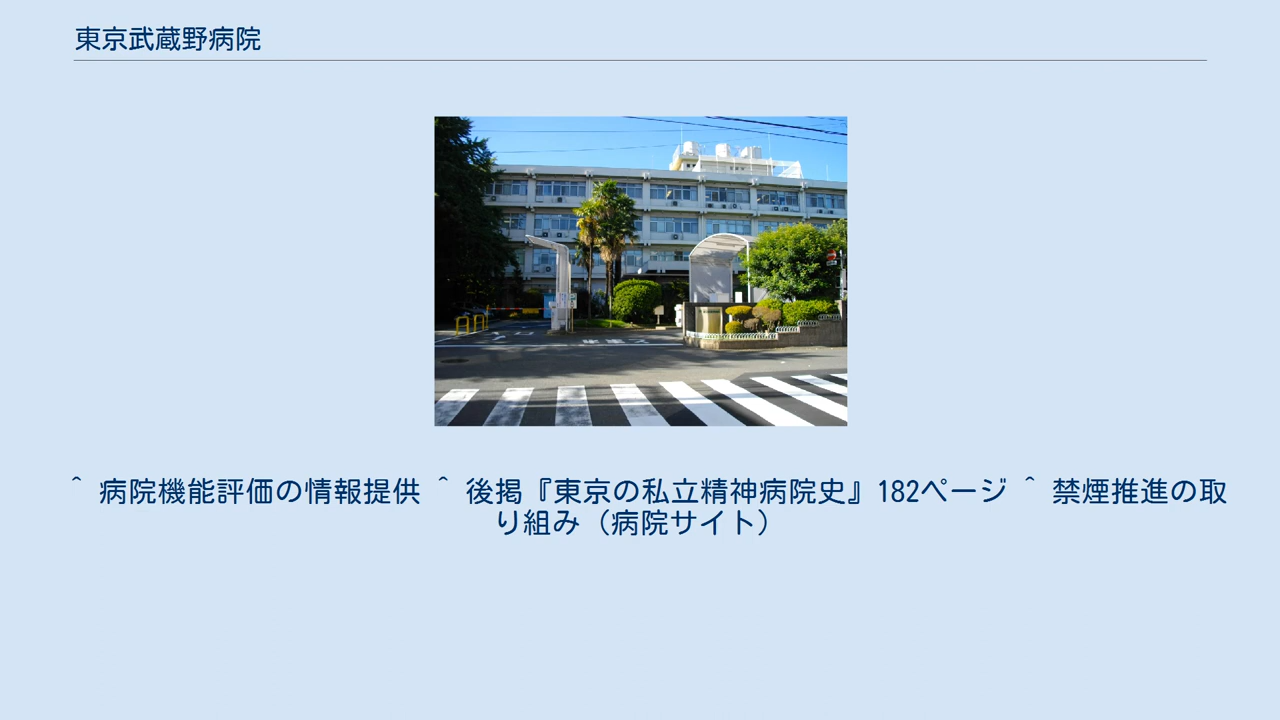 東京武蔵野病院
^ 病院機能評価の情報提供 ^ 後掲『東京の私立精神病院史』182ページ ^ 禁煙推進の取
り組み（病院サイト）